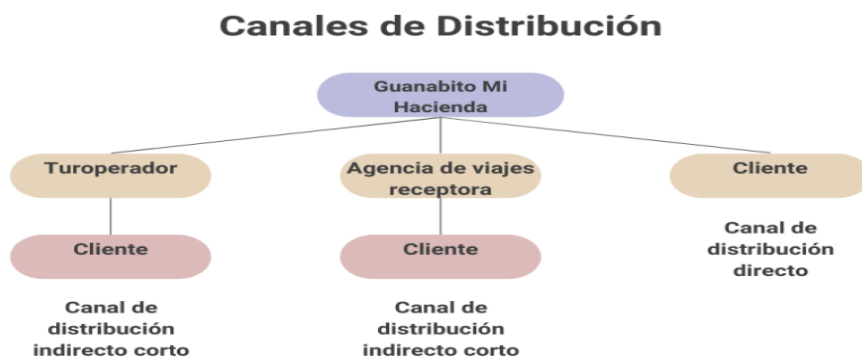 Canales de Distribución
Guanabito Mi
Hacienda
Turoperador
Agencia de viajes
receptora
Cliente
Cliente
Cliente
Canal de
distribución
directo
Canal de
distribución
indirecto corto
Canal de
distribución
indirecto corto